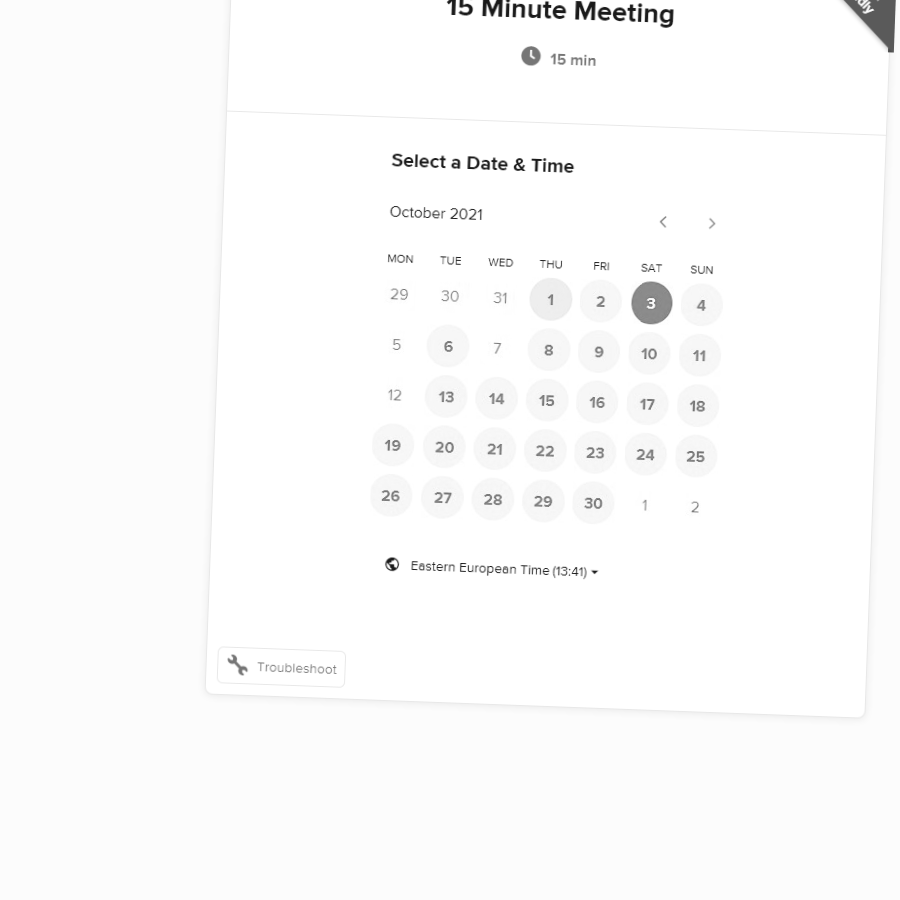 15 Minute Meeting
15 min
Select a Date & Time
October 2021
MON TUE WED THU FRI SAT SUN
29 30 31 1 2 3 4
5 6 7 8 9 10 11
12 13 14 15 16 17 18
19 20 21 22 23 24 25
26 27 28 29 30 1 2
Eastern European Time (13:41)
Troubleshoot